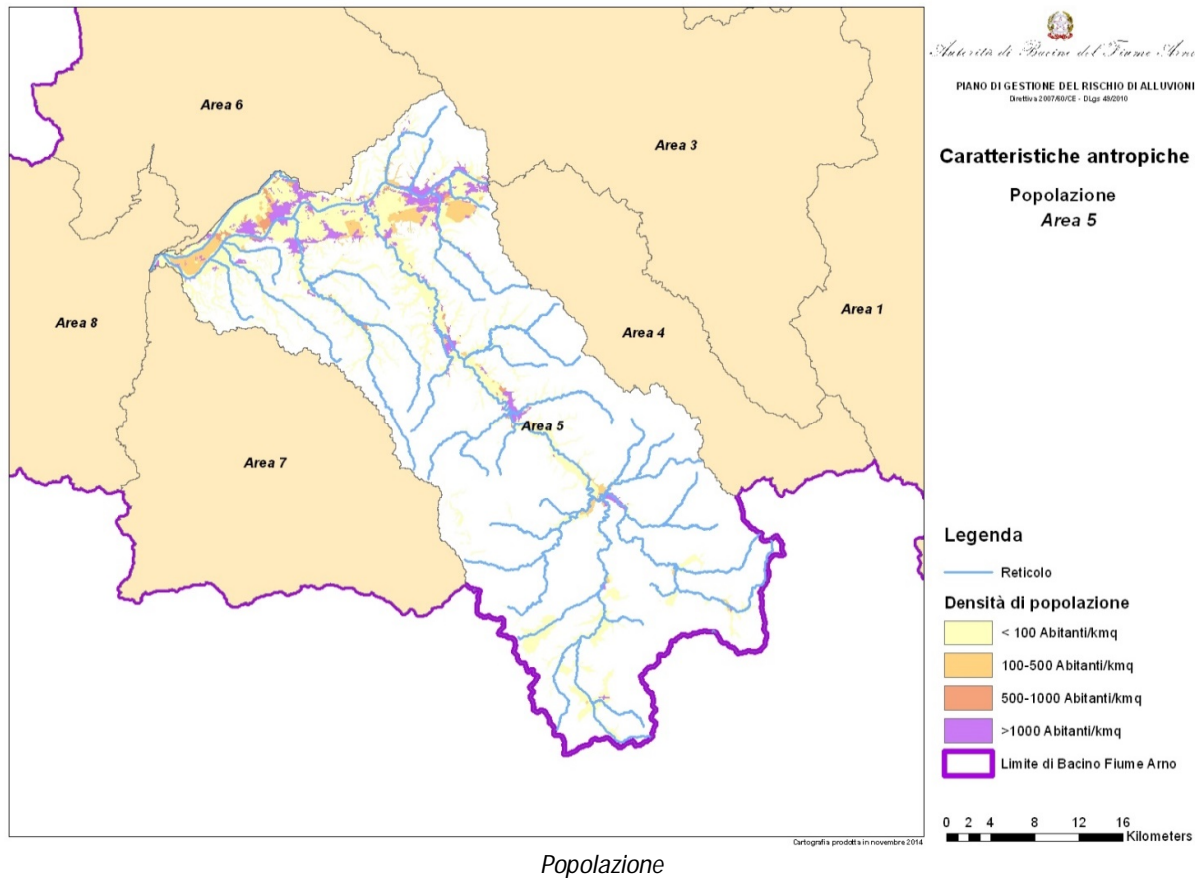 Autorità di Bacino del Fiume Arno
PIANO DI GESTIONE DEL RISCHIO DI ALLUVIONI
Direttiva 2007/60/CE - DLgs 49/2010
Caratteristiche antropiche
Popolazione
Area 5
Area 6
Area 3
Area 8
Area 4
Area 1
Area 5
Area 7
Legenda
Reticolo
Densità di popolazione
< 100 Abitanti/kmq
100-500 Abitanti/kmq
500-1000 Abitanti/kmq
>1000 Abitanti/kmq
Limite di Bacino Fiume Arno
0 2 4 8 12 16
Kilometers
Cartografia prodotta in novembre 2014
Popolazione